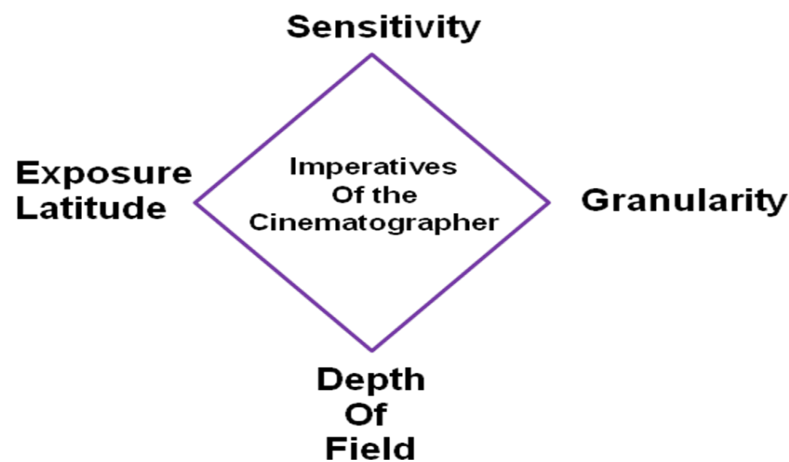 Sensitivity
Exposure
Latitude
Imperatives
Of the
Cinematographer
Granularity
Depth
Of
Field